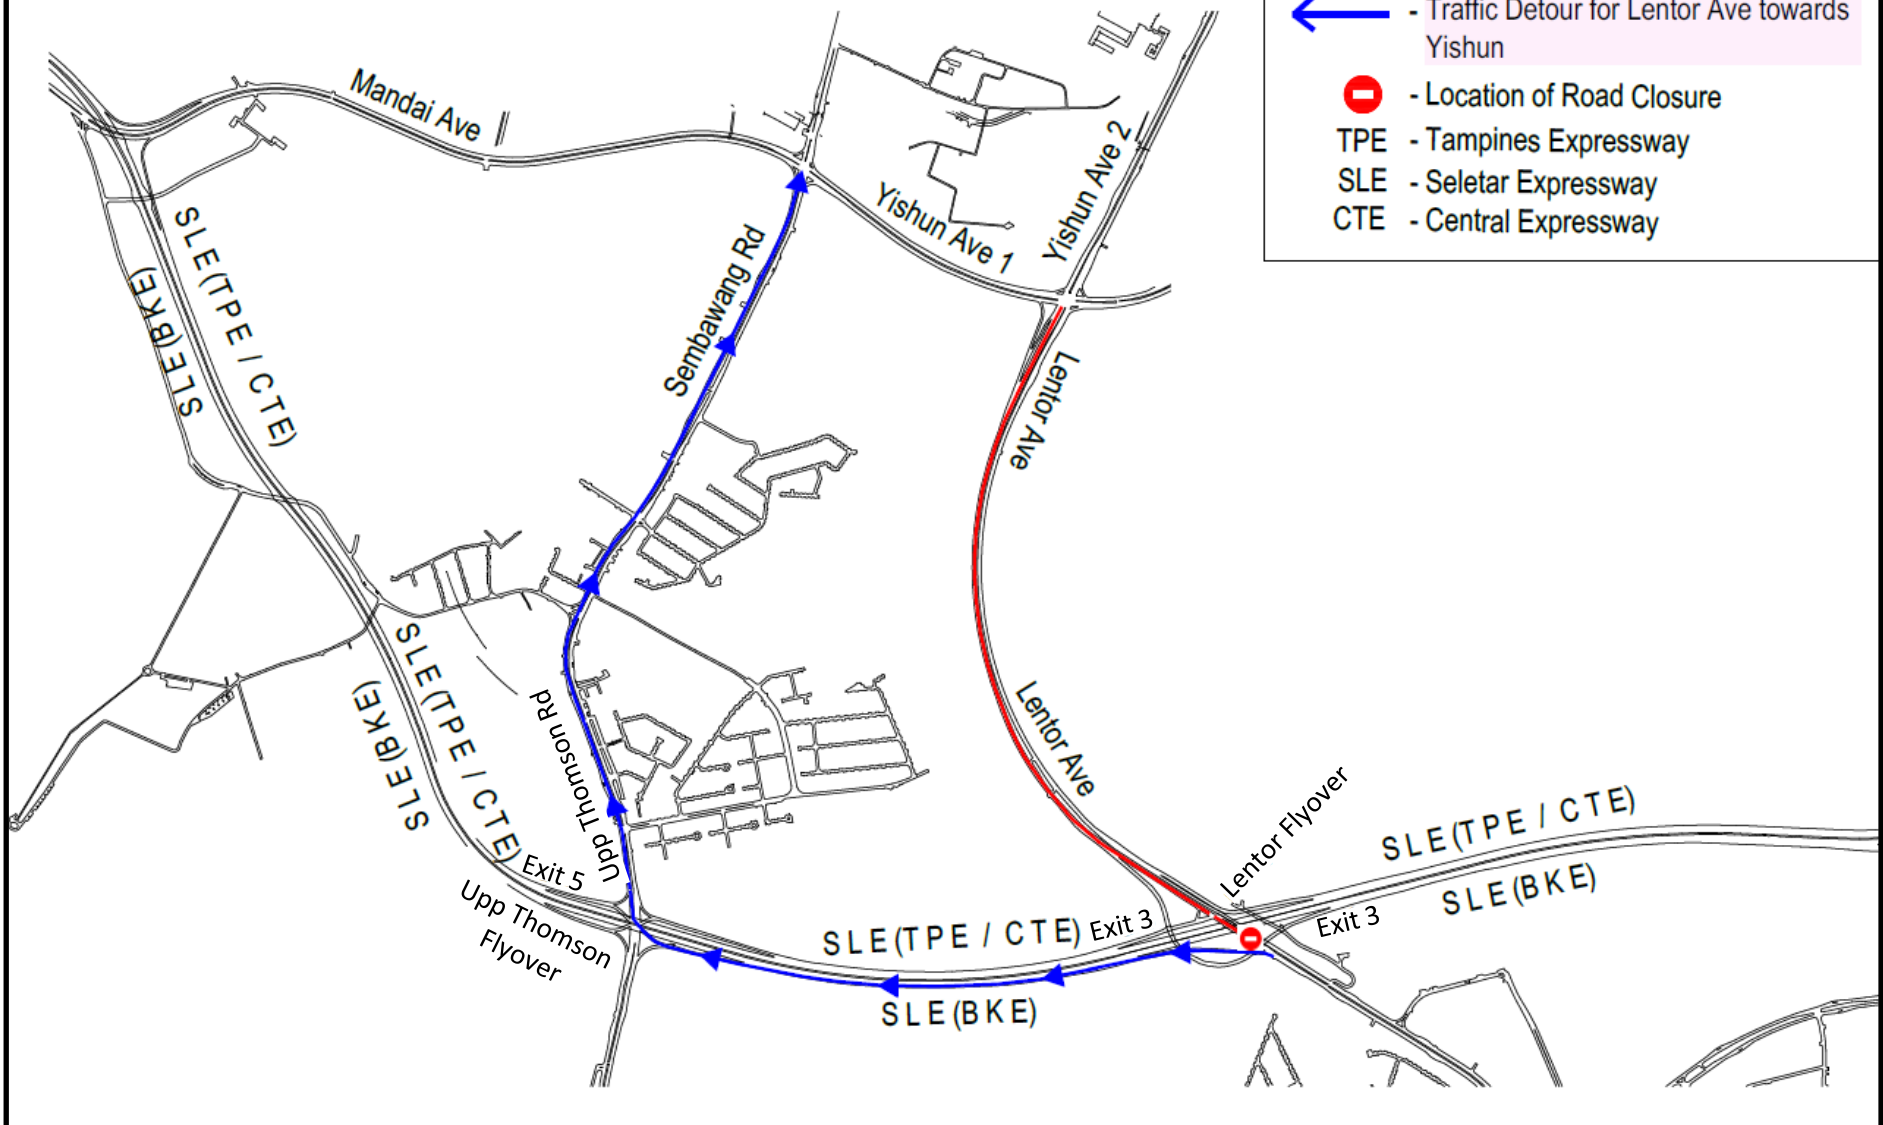 - Traffic Detour for Lentor Ave towards
Yishun
- Location of Road Closure
TPE - Tampines Expressway
SLE - Seletar Expressway
CTE - Central Expressway
Mandai Ave
Yishun Ave 2
Yishun Ave 1
SLE(TPE / CTE)
SLE(BKE)
Sembawang Rd
Lentor Ave
SLE(TPE / CTE)
SLE(BKE)
Upp Thomson Rd
Lentor Ave
Lentor Flyover
SLE(TPE / CTE)
SLE(BKE)
Exit 5
Upp Thomson
Flyover
SLE(TPE / CTE)
Exit 3
Exit 3
SLE(BKE)